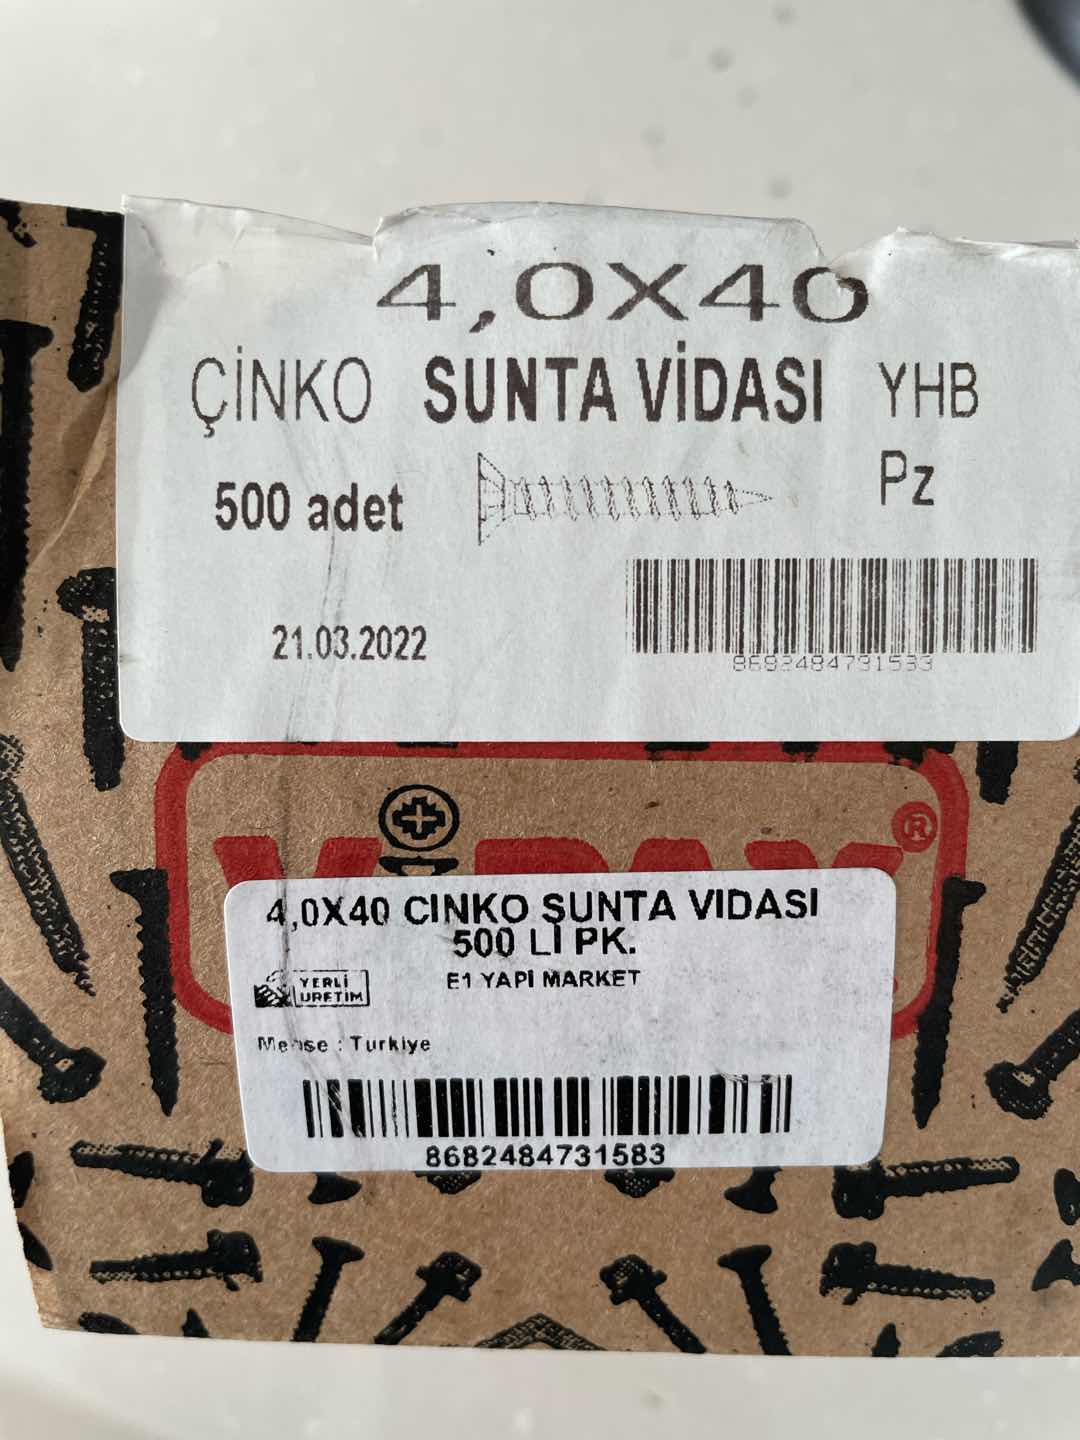 4,0X40
ÇİNKO SUNTA VİDASI YHB
500 adet Pz
21.03.2022
®
4,0X40 CINKO SUNTA VIDASI
500 LI PK.
YERLİ
ÜRETİM
E1 YAPI MARKET
Menşe : Turkiye
8682484731583